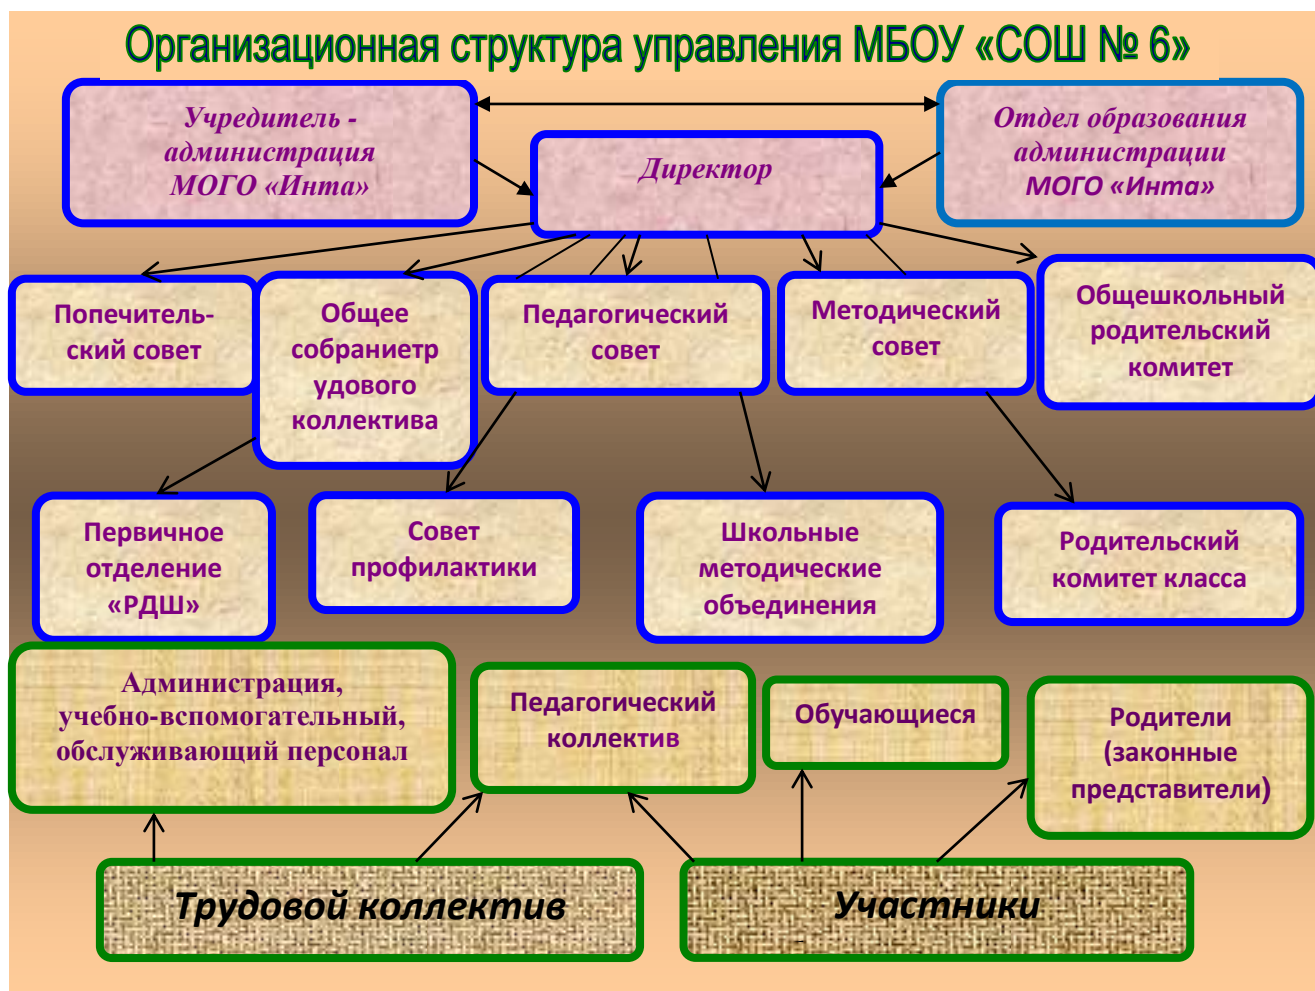 Организационная структура управления МБОУ «СОШ № 6»
Учредитель -
администрация
МОГО «Инта»
Директор
Отдел образования
администрации
МОГО «Инта»
Попечитель-
ский совет
Общее
собраниетр
удового
коллектива
Педагогический
совет
Методический
совет
Общешкольный
родительский
комитет
Первичное
отделение
«РДШ»
Совет
профилактики
Школьные
методические
объединения
Родительский
комитет класса
Администрация,
учебно-вспомогательный,
обслуживающий персонал
Педагогический
коллектив
Обучающиеся
Родители
(законные
представители)
Трудовой коллектив
Участники